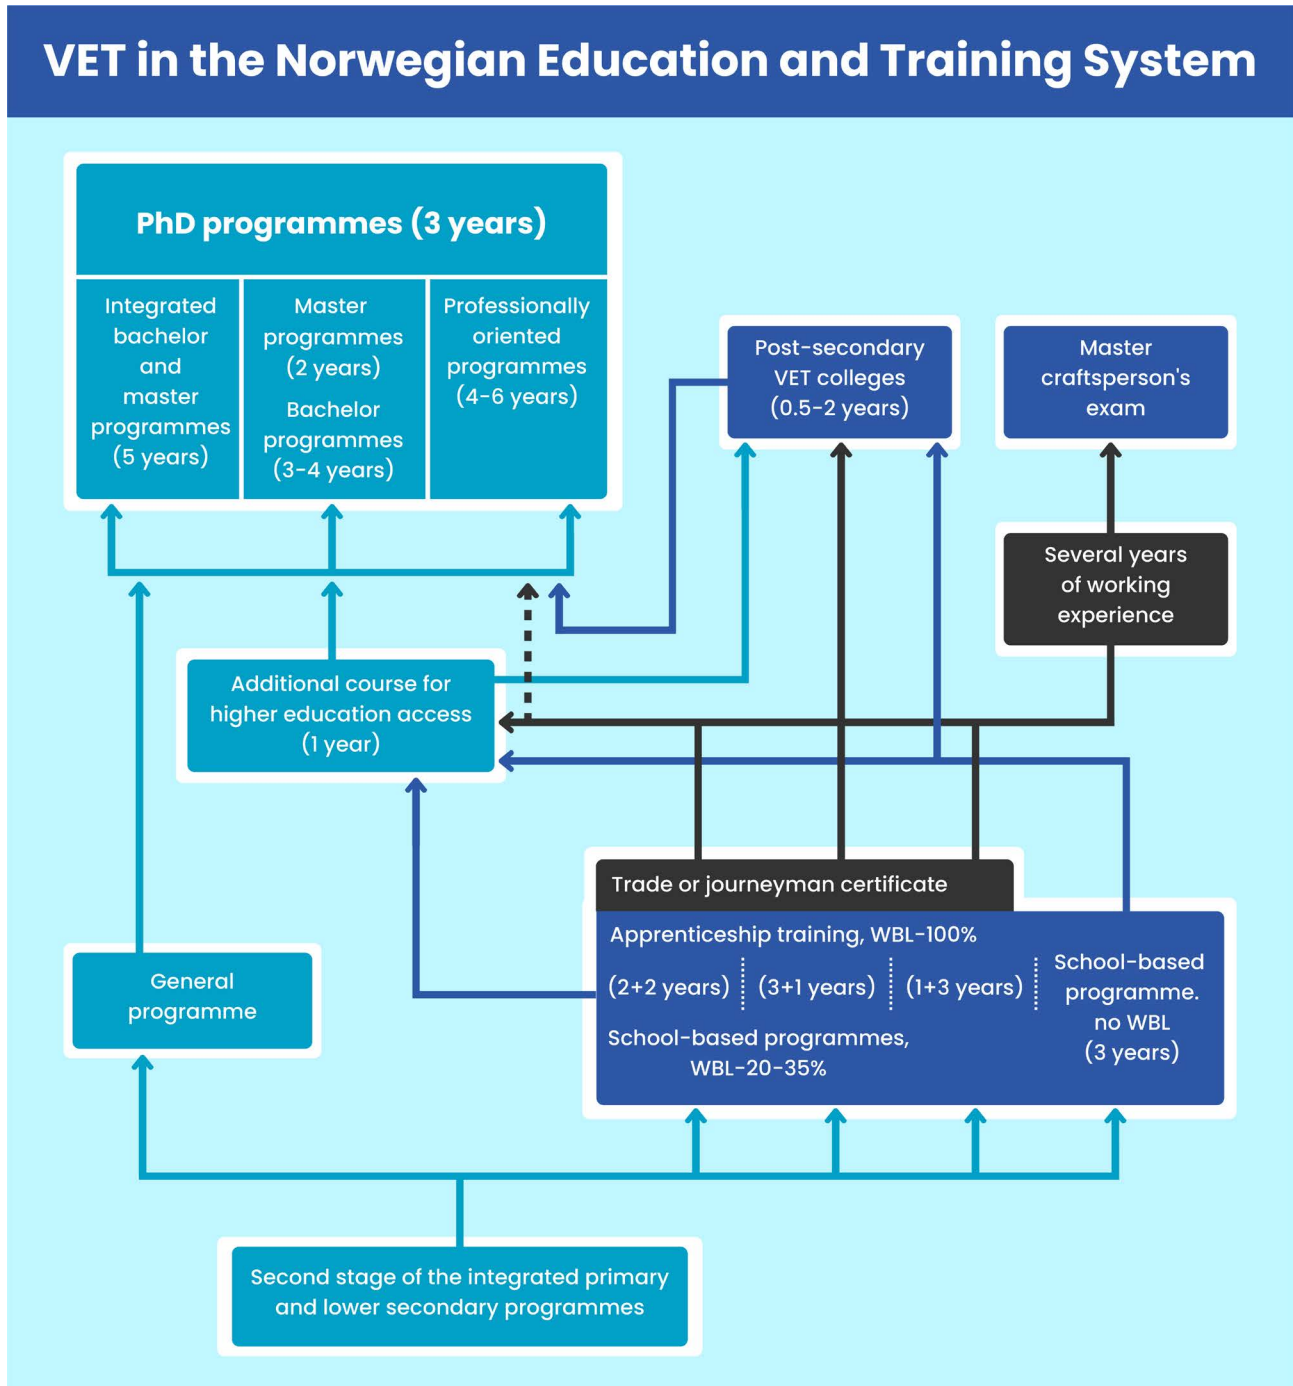 VET in the Norwegian Education and Training System
PhD programmes (3 years)
Integrated
bachelor
and
master
programmes
(5 years)
Master
programmes
(2 years)
Bachelor
programmes
(3-4 years)
Professionally
oriented
programmes
(4-6 years)
Post-secondary
VET colleges
(0.5-2 years)
Master
craftsperson's
exam
Several years
of working
experience
Additional course for
higher education access
(1 year)
Trade or journeyman certificate
Apprenticeship training, WBL-100%
(2+2 years)
(3+1 years)
(1+3 years)
School-based programmes,
WBL-20-35%
School-based
programme.
no WBL
(3 years)
General
programme
Second stage of the integrated primary
and lower secondary programmes